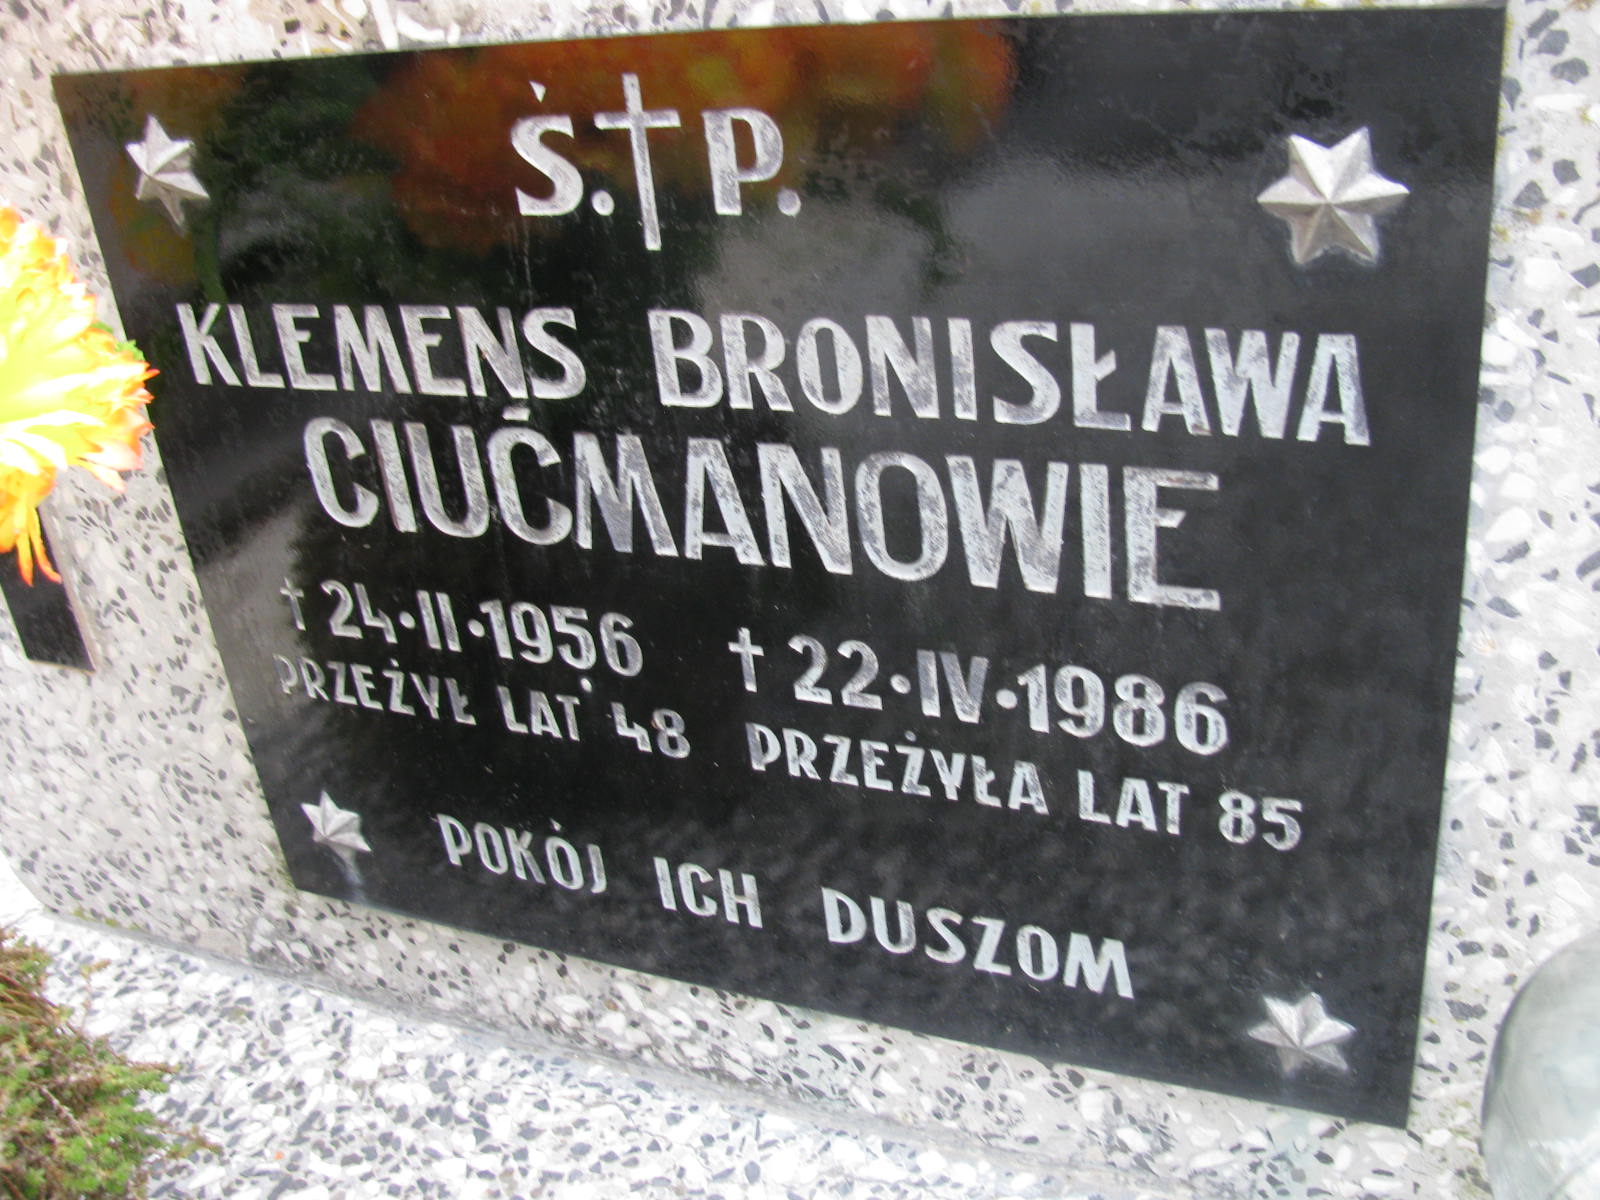 Ś.†P.
KLEMENS BRONISŁAWA
CIUĆMANOWIE
† 24·II·1956 † 22·IV·1986
PRZEŻYŁ LAT 48 PRZEŻYŁA LAT 85
POKÓJ ICH DUSZOM